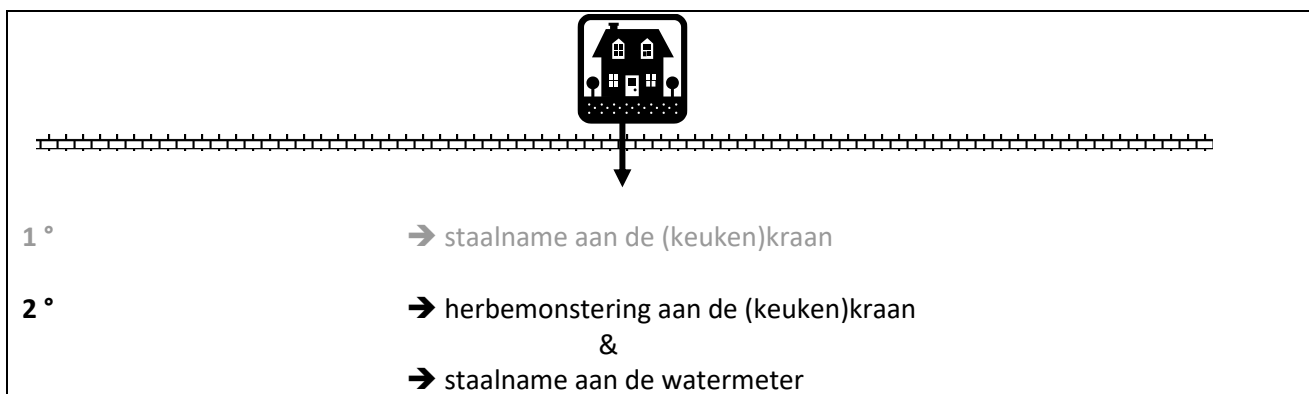 1 ° ➔ staalname aan de (keuken)kraan
2 ° ➔ herbemonstering aan de (keuken)kraan
&
➔ staalname aan de watermeter